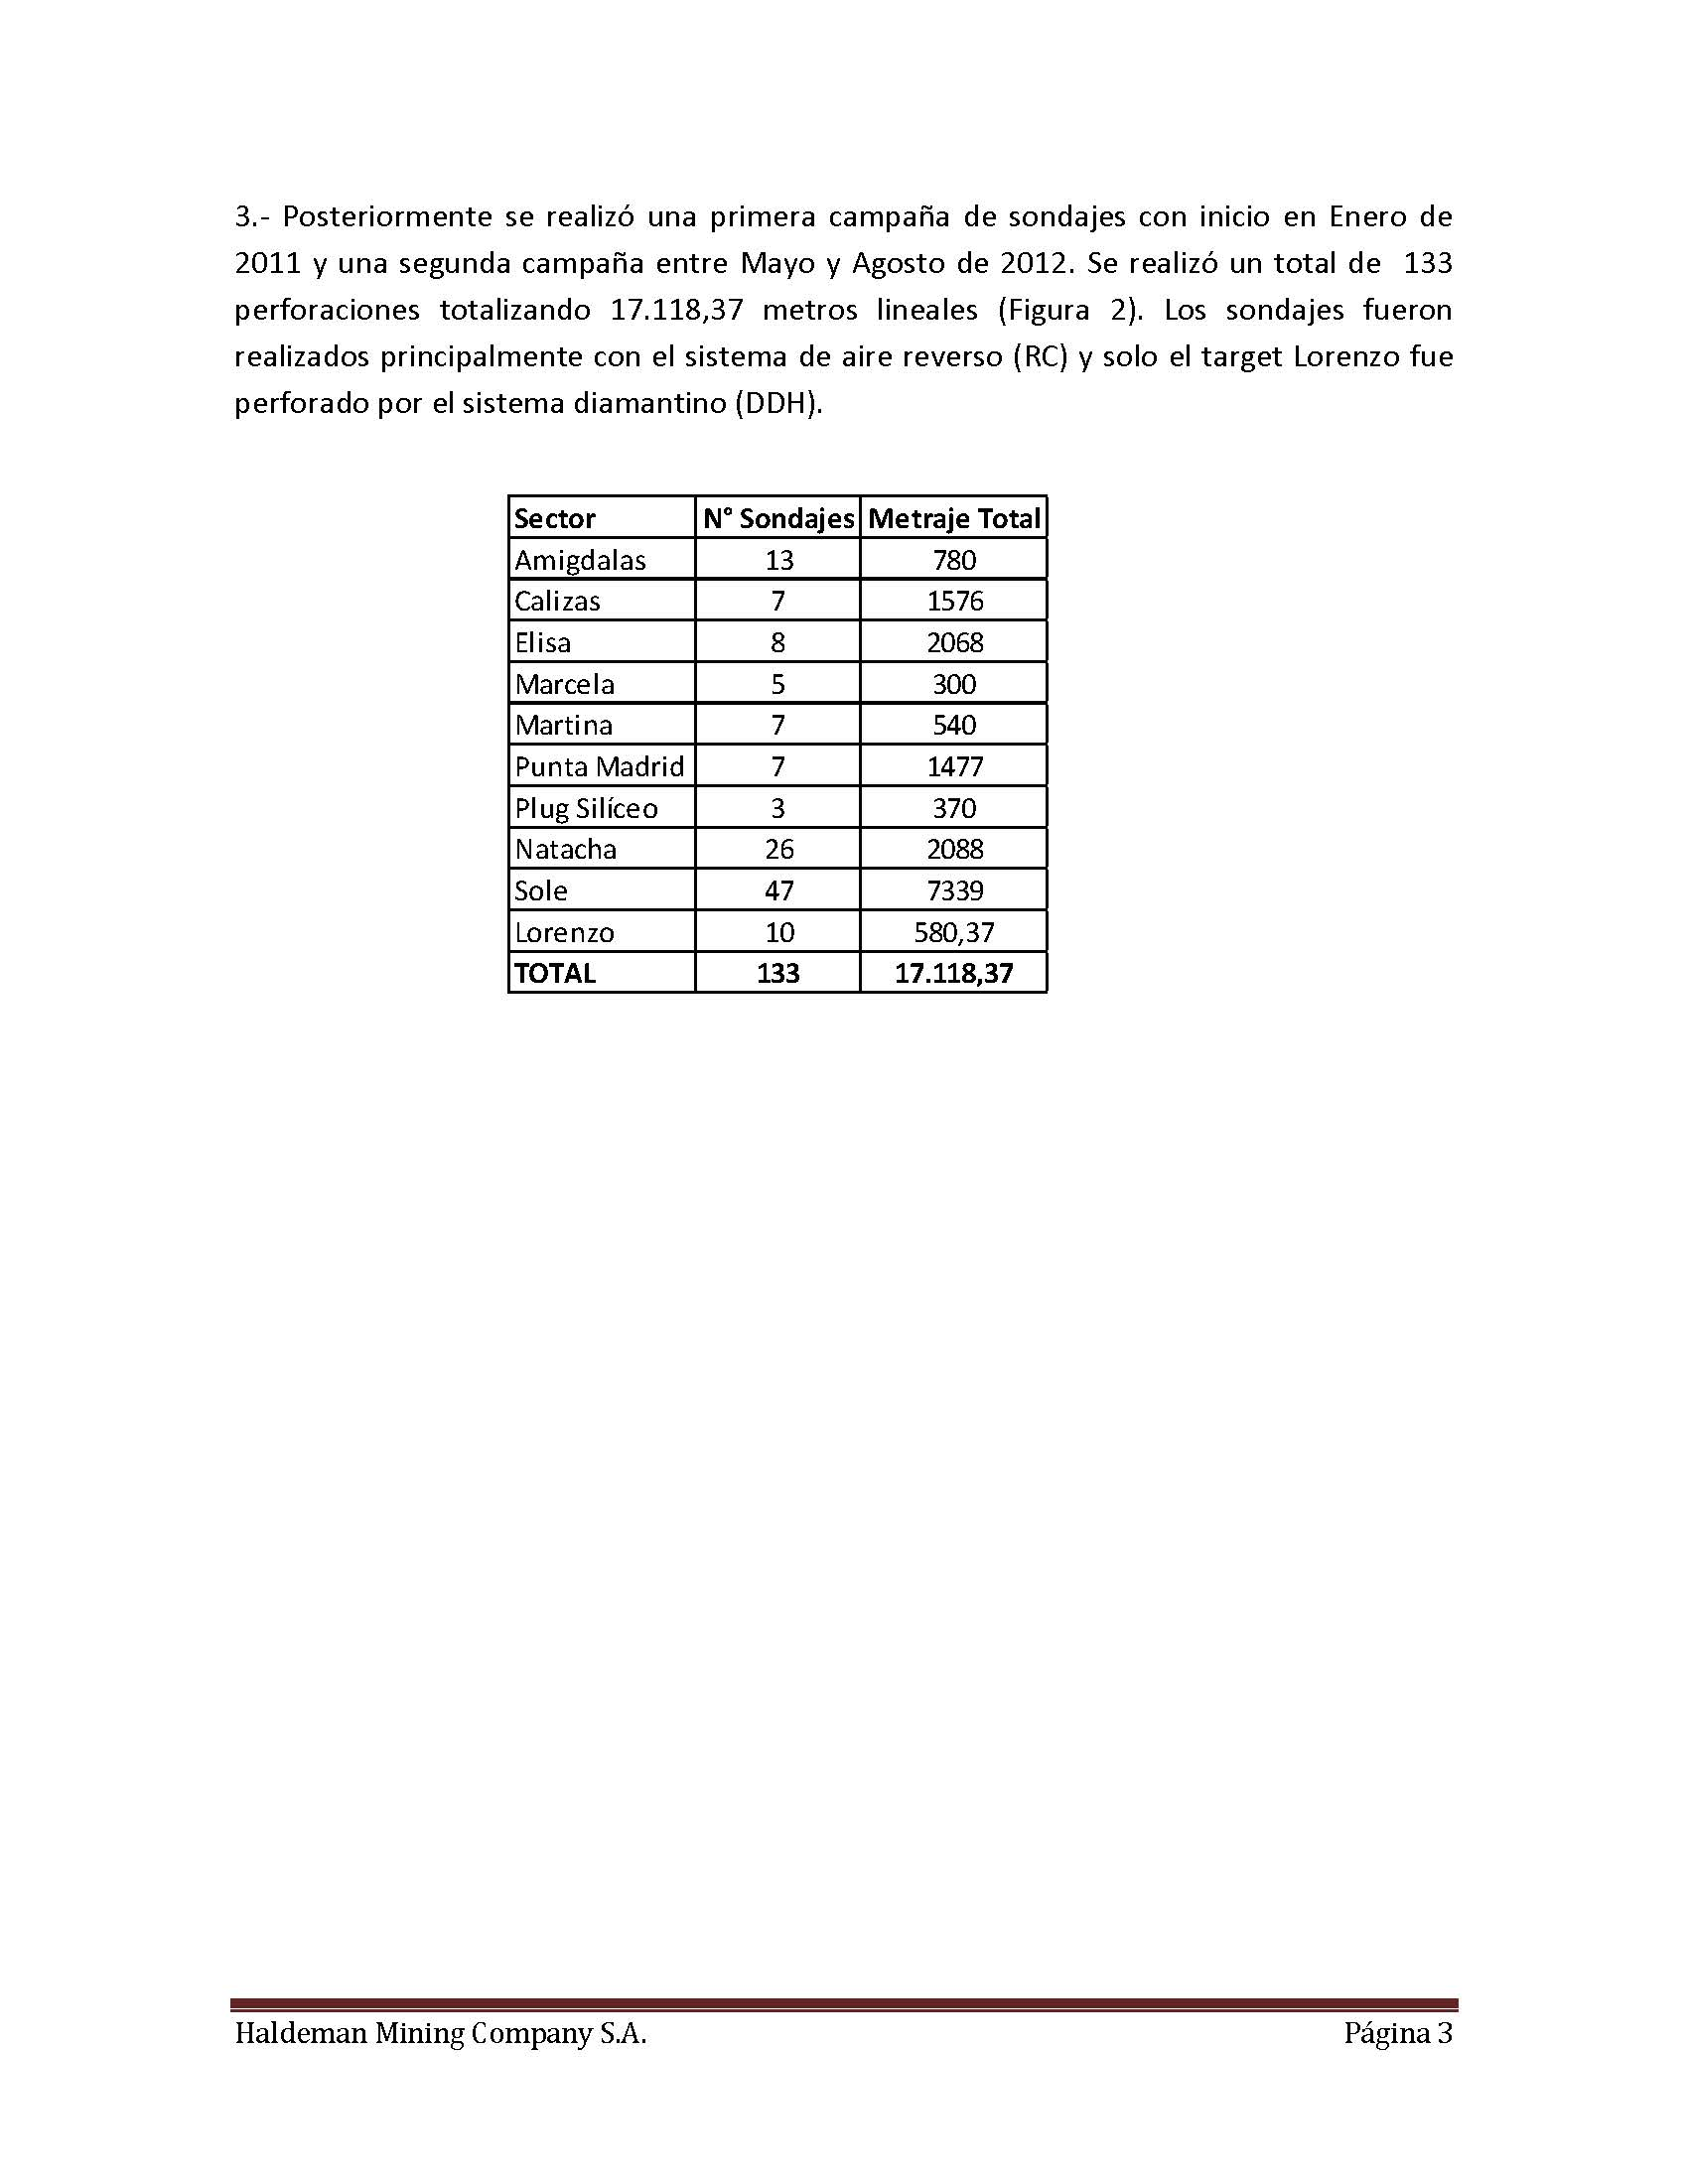 3.- Posteriormente se realizó una primera campaña de sondajes con inicio en Enero de
2011 y una segunda campaña entre Mayo y Agosto de 2012. Se realizó un total de  133
perforaciones totalizando 17.118,37 metros lineales (Figura 2). Los sondajes fueron
realizados principalmente con el sistema de aire reverso (RC) y solo el target Lorenzo fue
perforado por el sistema diamantino (DDH).
Sector N° Sondajes Metraje Total
Amigdalas 13 780
Calizas 7 1576
Elisa 8 2068
Marcela 5 300
Martina 7 540
Punta Madrid 7 1477
Plug Silíceo 3 370
Natacha 26 2088
Sole 47 7339
Lorenzo 10 580,37
TOTAL 133 17.118,37
Haldeman Mining Company S.A. Página 3